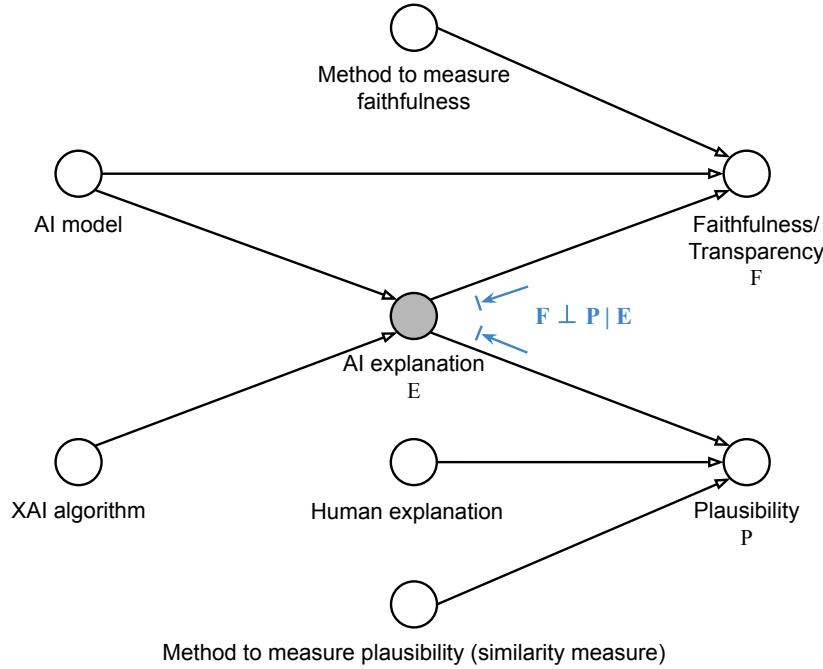 Method to measure
faithfulness
AI model
Faithfulness/
Transparency
F
F ⊥ P | E
AI explanation
E
XAI algorithm
Human explanation
Plausibility
P
Method to measure plausibility (similarity measure)